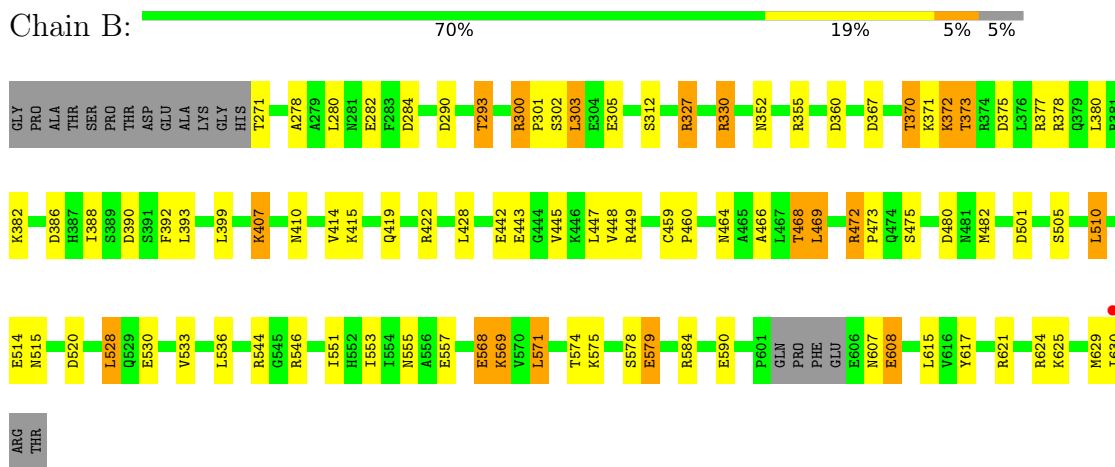 Chain B:
70% 19% 5% 5%
GLY PRO ALA THR SER PRO THR ASP GLU ALA LYS GLY HIS T271 A278 A279 L280 N281 E282 F283 D284 D290 T293 R300 P301 S302 L303 E304 E305 S312 R327 R330 N352 R355 D360 D367 T370 K371 K372 T373 R374 D375 L376 R377 R378 Q379 L380
K382 D386 H387 I388 S389 D390 S391 F392 L393 L399 K407 N410 V414 K415 Q419 R422 L428 E442 E443 G444 V445 K446 L447 V448 R449 C459 P460 N464 A465 A466 L467 T468 L469 R472 P473 Q474 S475 D480 N481 M482 D501 S505 L510
E514 N515 D520 L528 Q529 E530 V533 L536 R544 G545 R546 I551 H552 I553 I554 N555 A556 E557 E568 K569 V570 L571 T574 K575 S578 E579 R584 E590 P601 GLN PRO PHE GLU E606 N607 E608 L615 V616 Y617 R621 R624 K625 M629
ARG THR